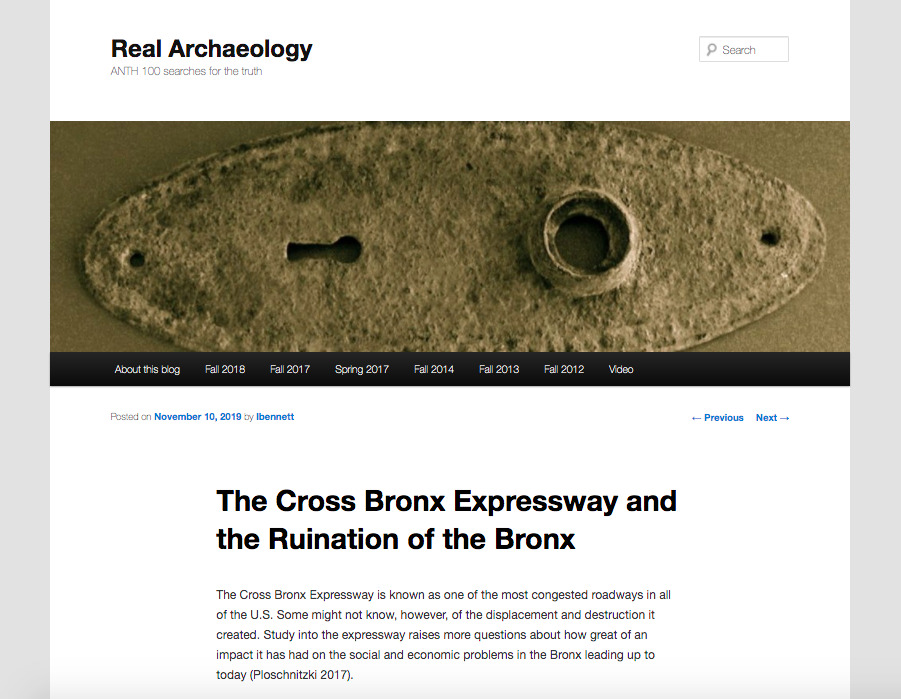 Real Archaeology
ANTH 100 searches for the truth
Search
About this blog Fall 2018 Fall 2017 Spring 2017 Fall 2014 Fall 2013 Fall 2012 Video
Posted on November 10, 2019 by lbennett
← Previous Next →
The Cross Bronx Expressway and
the Ruination of the Bronx
The Cross Bronx Expressway is known as one of the most congested roadways in all
of the U.S. Some might not know, however, of the displacement and destruction it
created. Study into the expressway raises more questions about how great of an
impact it has had on the social and economic problems in the Bronx leading up to
today (Ploschnitzki 2017).